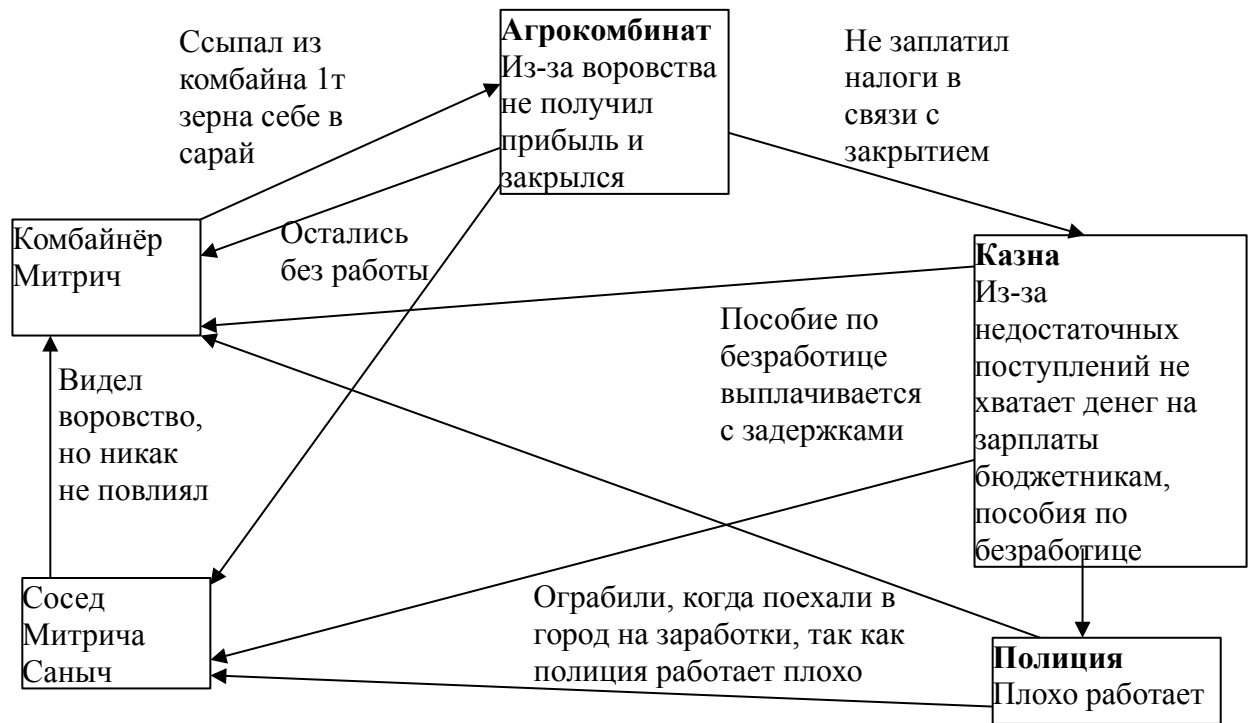 Ссыпал из
комбайна 1т
зерна себе в
сарай
Агрокомбинат
Из-за воровства
не получил
прибыль и
закрылся
Не заплатил
налоги в
связи с
закрытием
Комбайнёр
Митрич
Остались
без работы
Казна
Из-за
недостаточных
поступлений не
хватает денег на
зарплаты
бюджетникам,
пособия по
безработице
Пособие по
безработице
выплачивается
с задержками
Видел
воровство,
но никак
не повлиял
Сосед
Митрича
Саныч
Ограбили, когда поехали в
город на заработки, так как
полиция работает плохо
Полиция
Плохо работает